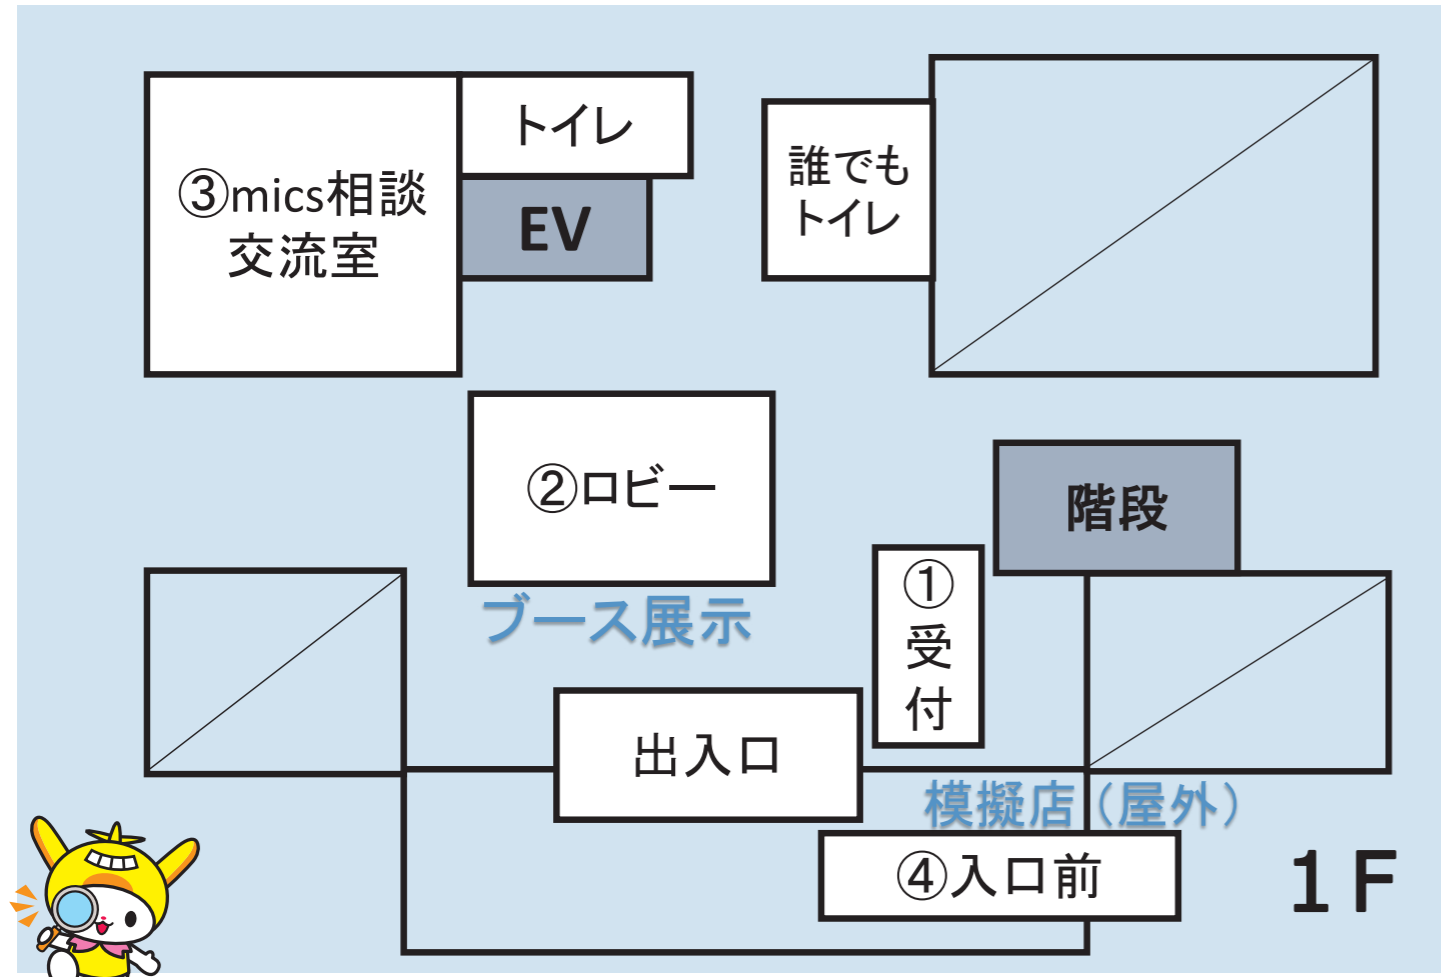 トイレ
③mics相談
交流室
EV
誰でも
トイレ
②ロビー
ブース展示
階段
①
受
付
出入口
模擬店（屋外）
④入口前
1F